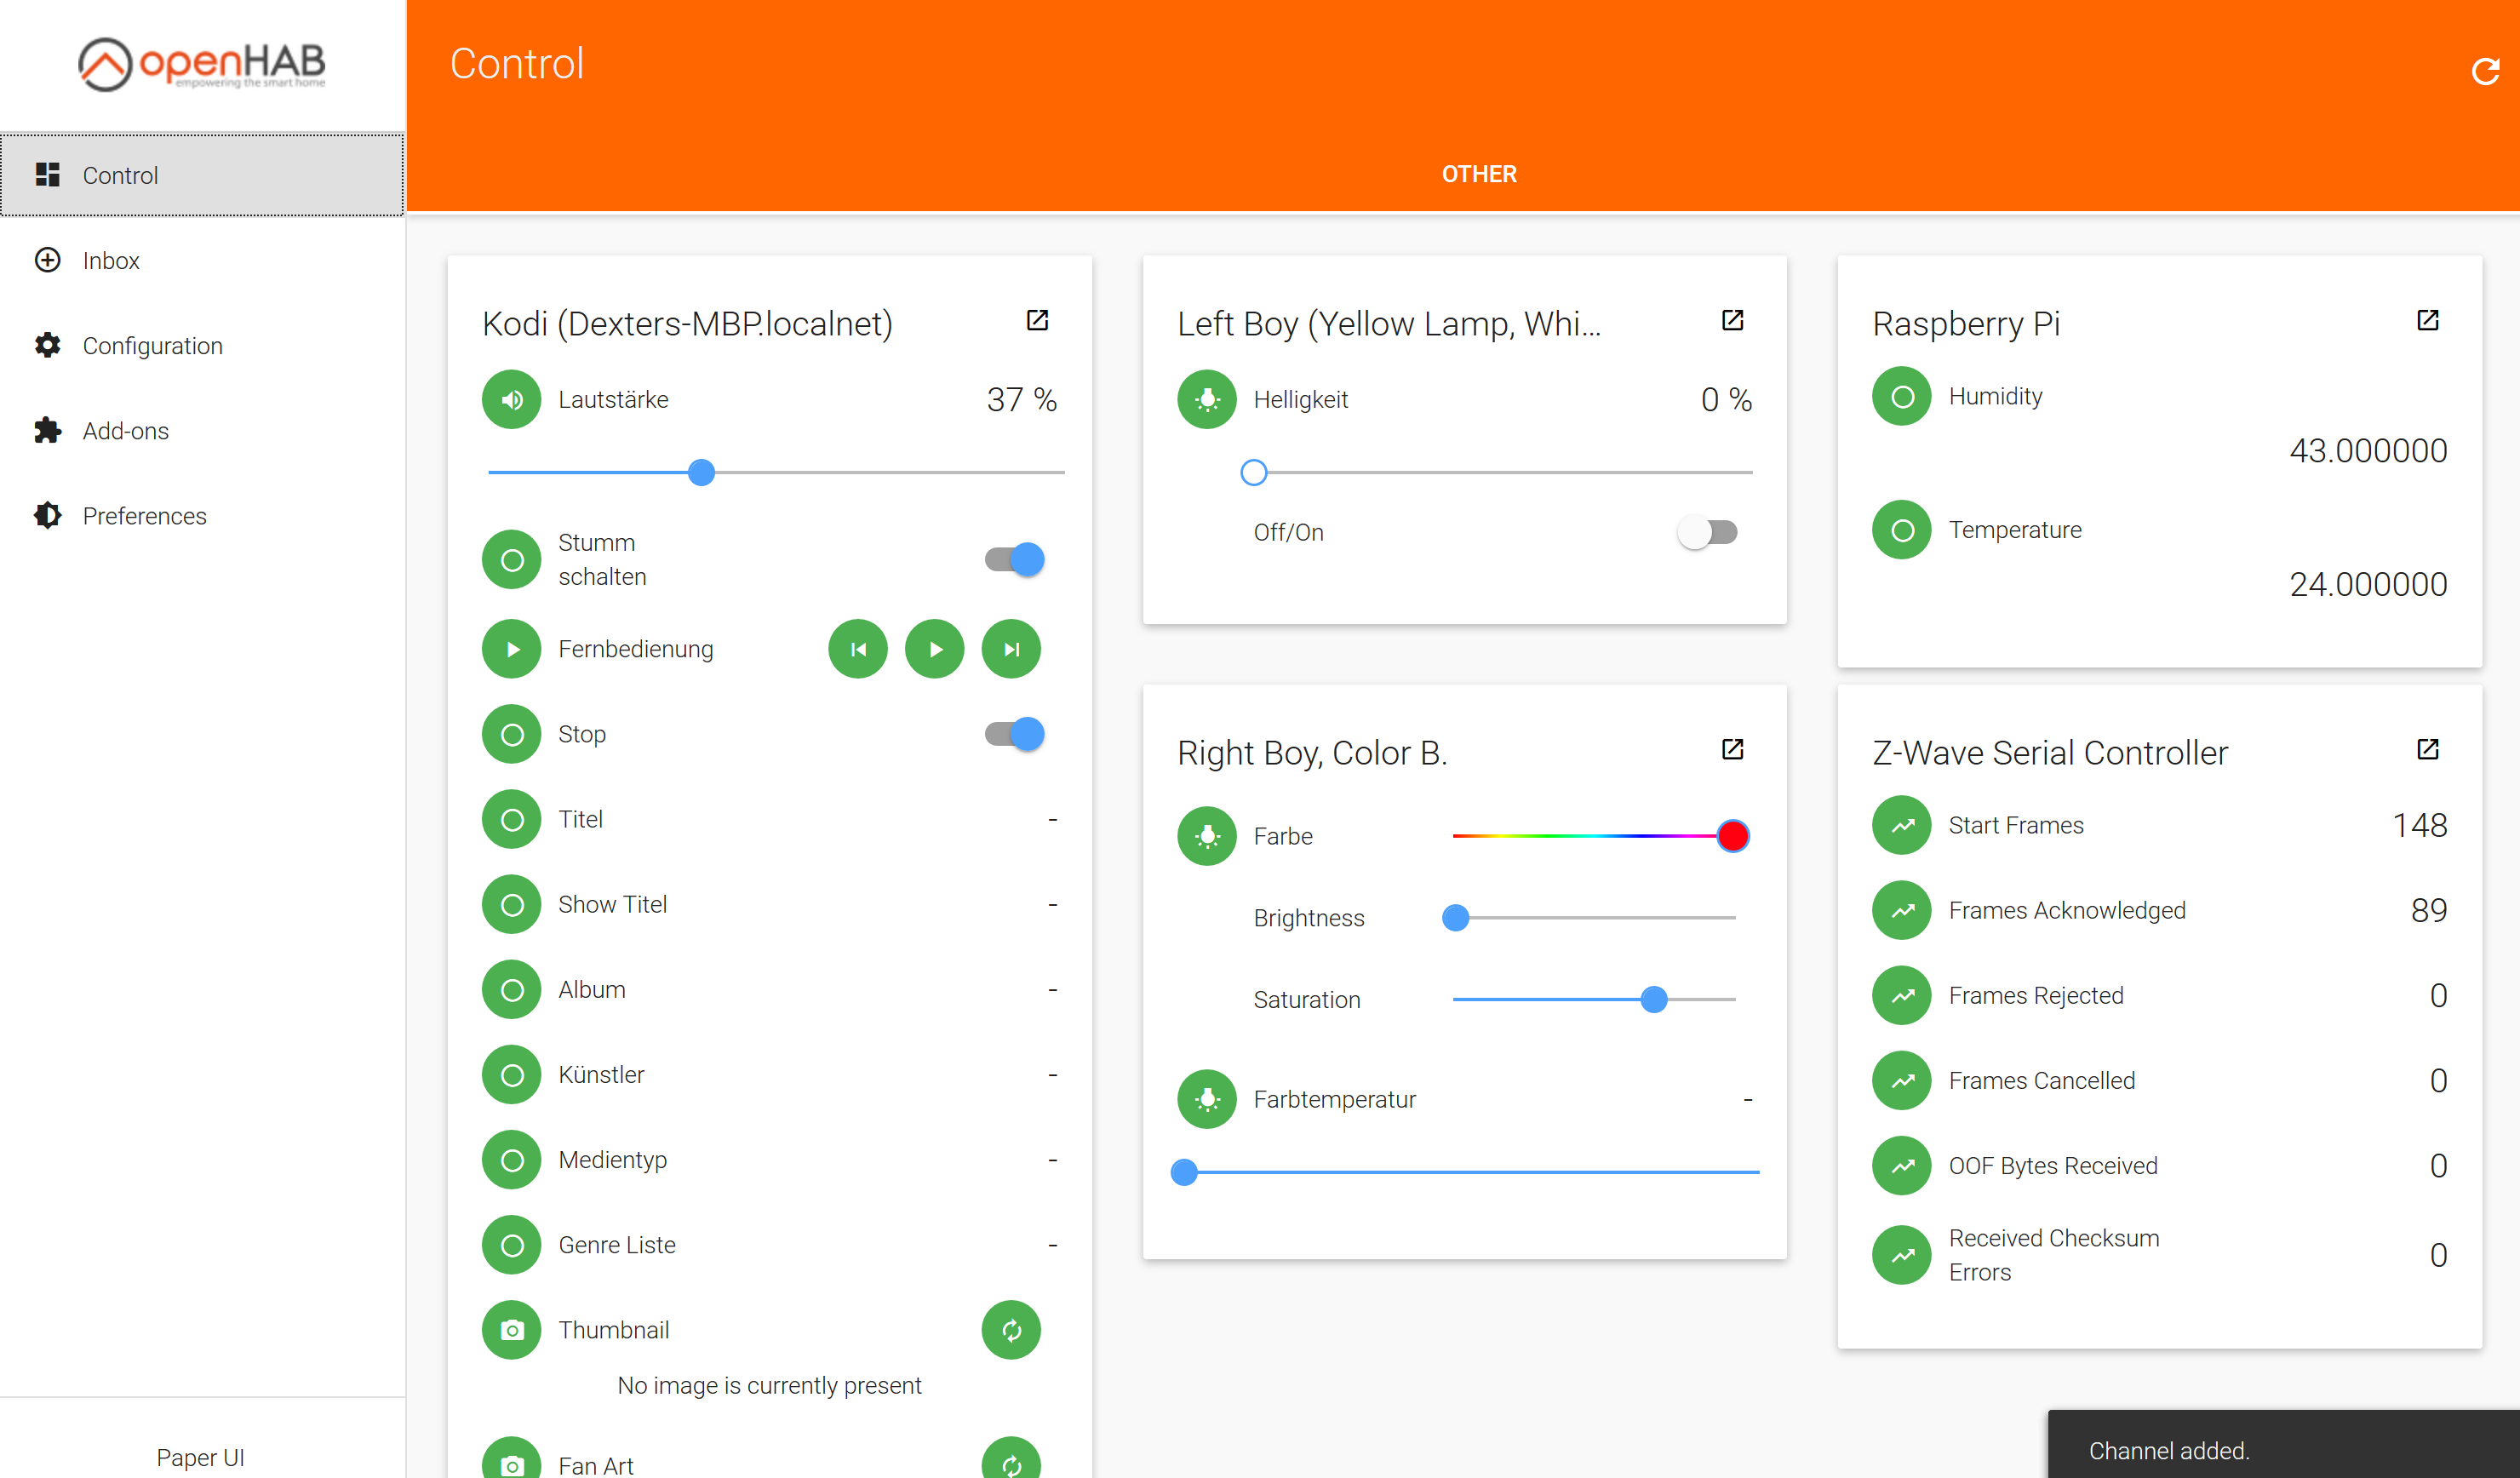 openHAB
empowering the smart home
Control
Inbox
Configuration
Add-ons
Preferences
Paper UI
Control
OTHER
Kodi (Dexters-MBP.localnet)
Lautstärke 37 %
Stumm
schalten
Fernbedienung
Stop
Titel -
Show Titel -
Album -
Künstler -
Medientyp -
Genre Liste -
Thumbnail
No image is currently present
Fan Art
Left Boy (Yellow Lamp, Whi...
Helligkeit 0 %
Off/On
Right Boy, Color B.
Farbe
Brightness
Saturation
Farbtemperatur -
Raspberry Pi
Humidity
43.000000
Temperature
24.000000
Z-Wave Serial Controller
Start Frames 148
Frames Acknowledged 89
Frames Rejected 0
Frames Cancelled 0
OOF Bytes Received 0
Received Checksum
Errors 0
Channel added.